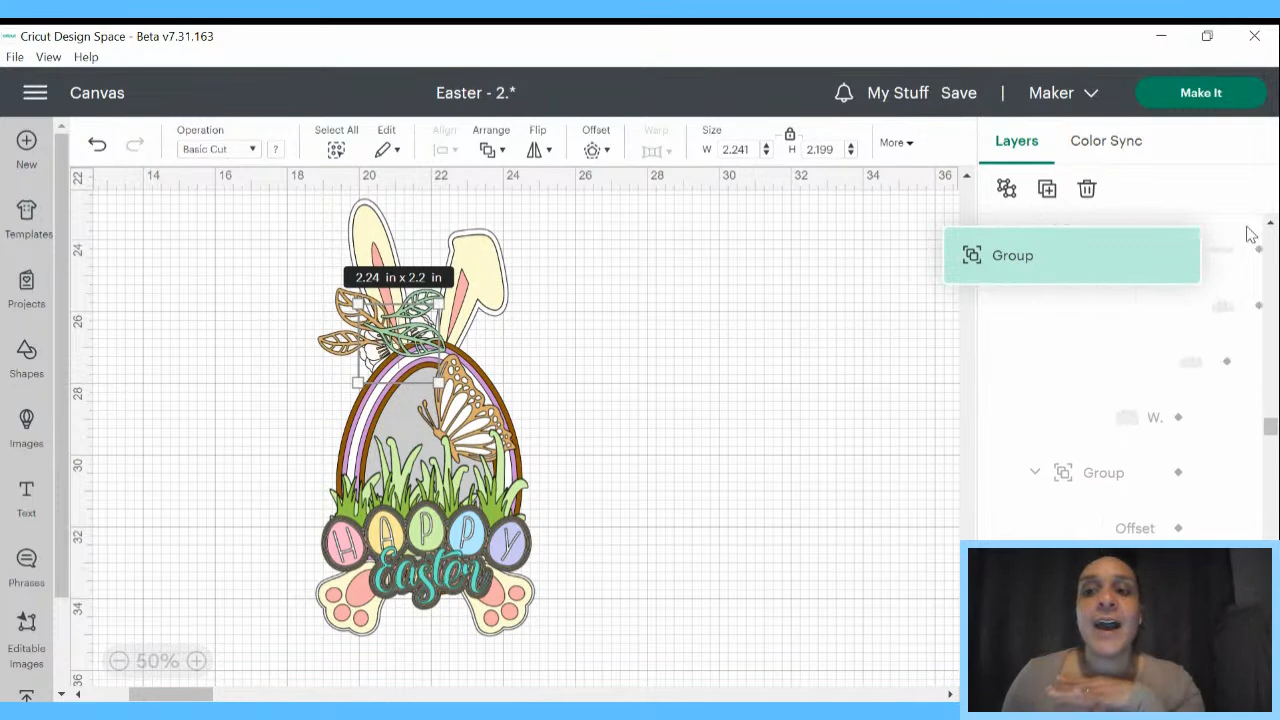 cricut Cricut Design Space - Beta v7.31.163
File View Help
Canvas Easter - 2.* My Stuff Save | Maker Make It
Operation Select All Edit Align Arrange Flip Offset Warp Size
Basic Cut ? W 2.241 H 2.199 More
Layers Color Sync
New
Templates
Projects
Shapes
Images
Text
Phrases
Editable
Images
14 16 18 20 22 24 26 28 30 32 34 36
22
24
26
28
30
32
34
36
2.24 in x 2.2 in
HAPPY
Easter
50%
Group
W.
Group
Offset